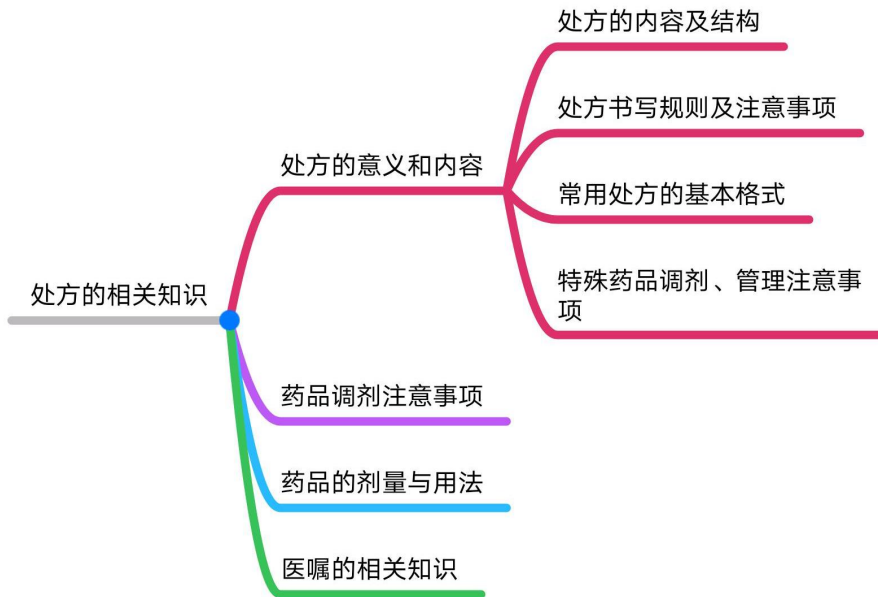 处方的相关知识
处方的意义和内容
处方的内容及结构
处方书写规则及注意事项
常用处方的基本格式
特殊药品调剂、管理注意事
项
药品调剂注意事项
药品的剂量与用法
医嘱的相关知识